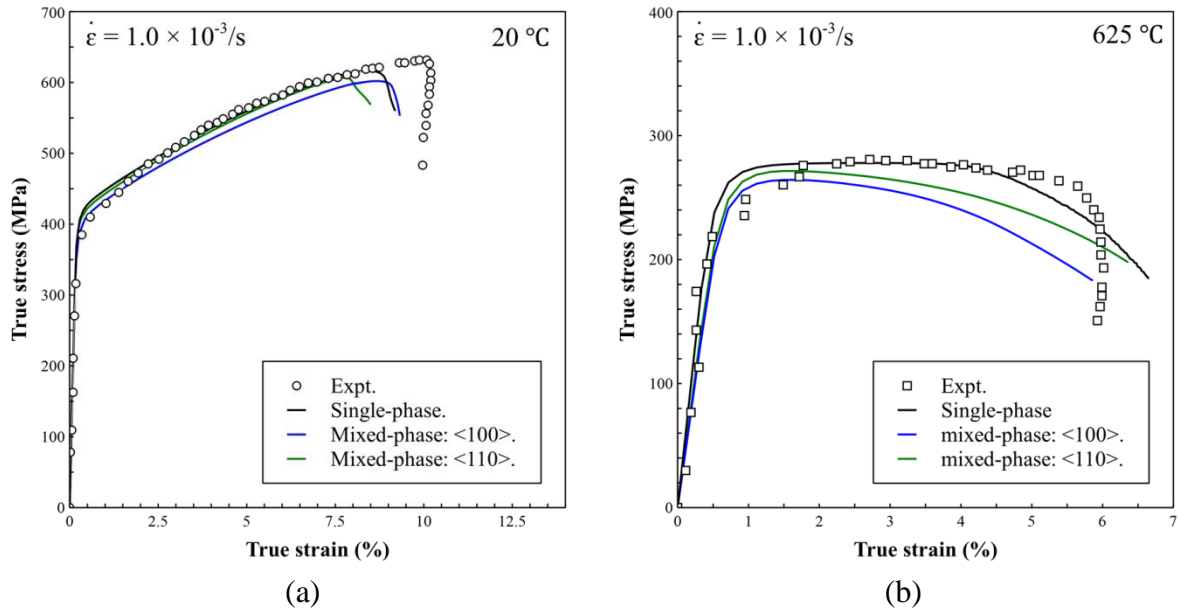 ε̇ = 1.0 × 10⁻³/s
20 ℃
700
600
500
400
300
200
100
0
True stress (MPa)
Expt.
Single-phase.
Mixed-phase: <100>.
Mixed-phase: <110>.
0
2.5
5
7.5
10
12.5
True strain (%)
(a)
ε̇ = 1.0 × 10⁻³/s
625 ℃
400
360
280
200
80
0
True stress (MPa)
Expt.
Single-phase
mixed-phase: <100>.
mixed-phase: <110>.
0
1
2
3
4
5
6
7
True strain (%)
(b)